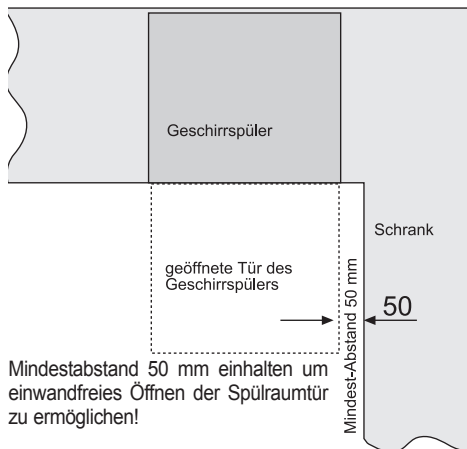 Geschirrspüler
Schrank
geöffnete Tür des
Geschirrspülers
Mindest-Abstand 50 mm
50
Mindestabstand 50 mm einhalten um
einwandfreies Öffnen der Spülraumtür
zu ermöglichen!